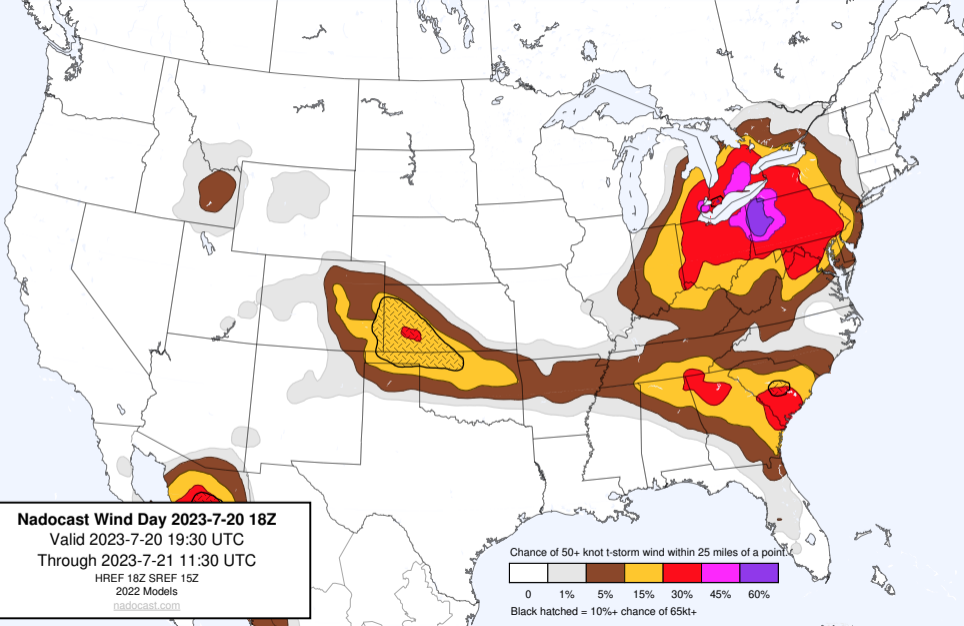 Nadocast Wind Day 2023-7-20 18Z
Valid 2023-7-20 19:30 UTC
Through 2023-7-21 11:30 UTC
HREF 18Z SREF 15Z
2022 Models
nadocast.com
Chance of 50+ knot t-storm wind within 25 miles of a point.
0 1% 5% 15% 30% 45% 60%
Black hatched = 10%+ chance of 65kt+